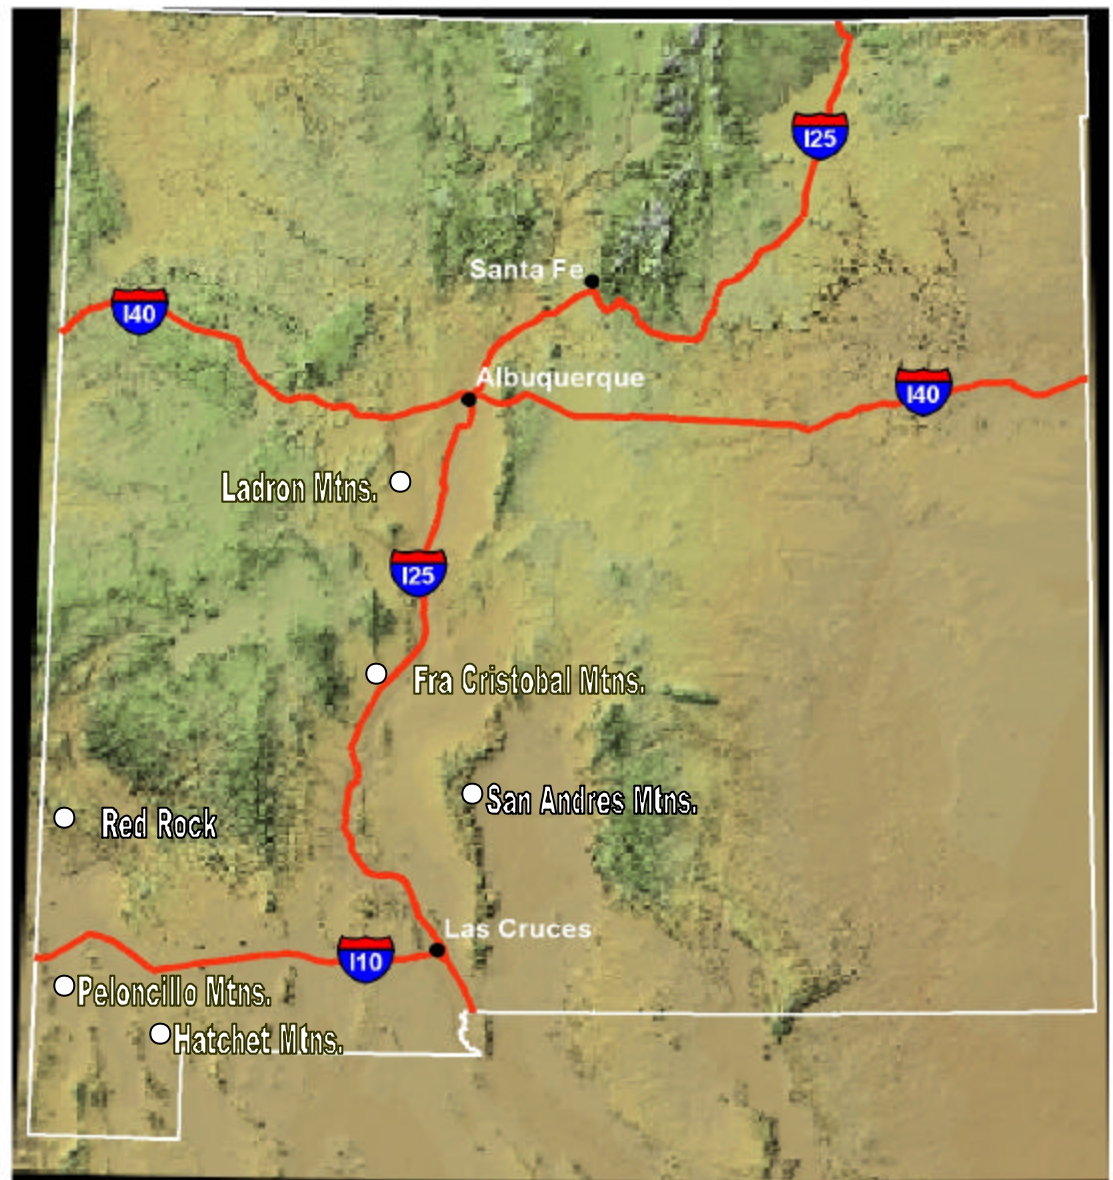 I25
Santa Fe
I40
Albuquerque
I40
Ladron Mtns.
I25
Fra Cristobal Mtns.
San Andres Mtns.
Red Rock
Las Cruces
I10
Peloncillo Mtns.
Hatchet Mtns.